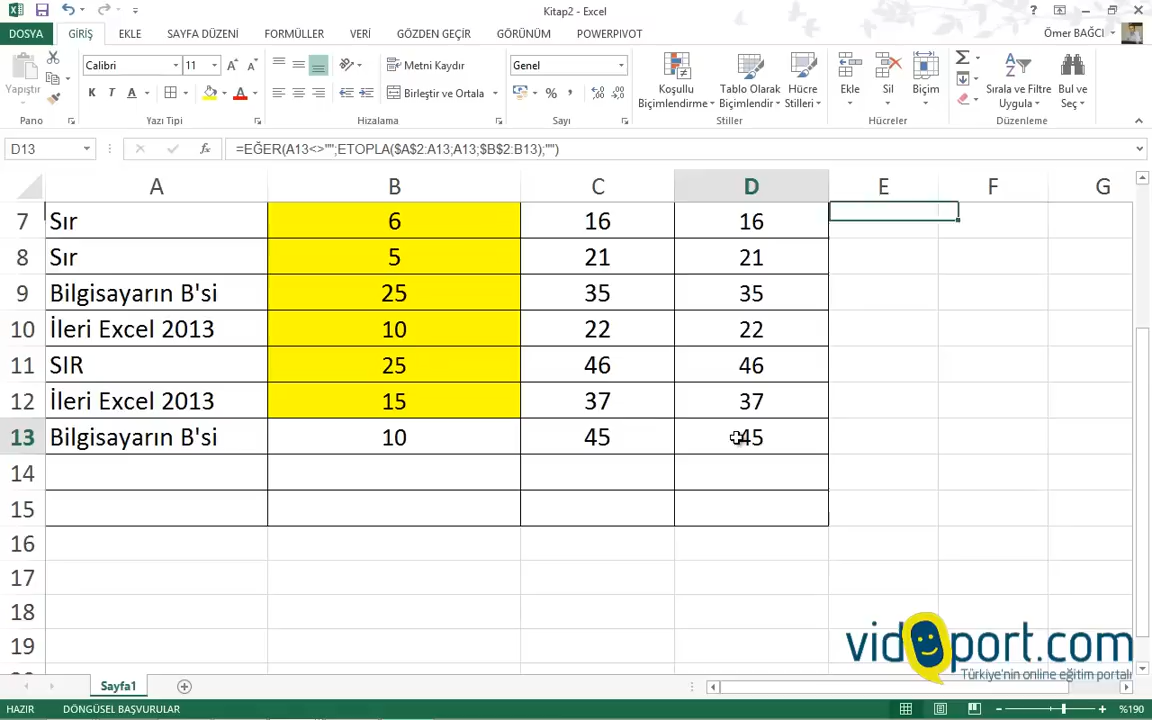 Kitap2 - Excel
?
DOSYA GİRİŞ EKLE SAYFA DÜZENİ FORMÜLLER VERİ GÖZDEN GEÇİR GÖRÜNÜM POWERPIVOT Ömer BAĞCI
Yapıştır
Pano
Calibri 11
K T A
Yazı Tipi
Metni Kaydır
Birleştir ve Ortala
Hizalama
Genel
%
Sayı
Koşullu Biçimlendirme
Tablo Olarak Biçimlendir
Hücre Stilleri
Stiller
Ekle Sil Biçim
Hücreler
Sırala ve Filtre Uygula
Bul ve Seç
Düzenleme
D13 fx =EĞER(A13<>"";ETOPLA($A$2:A13;A13;$B$2:B13);"")
A B C D E F G
7 Sır 6 16 16
8 Sır 5 21 21
9 Bilgisayarın B'si 25 35 35
10 İleri Excel 2013 10 22 22
11 SIR 25 46 46
12 İleri Excel 2013 15 37 37
13 Bilgisayarın B'si 10 45 45
14
15
16
17
18
19
vidoport.com
Türkiye'nin online eğitim portalı
Sayfa1
HAZIR DÖNGÜSEL BAŞVURULAR %190